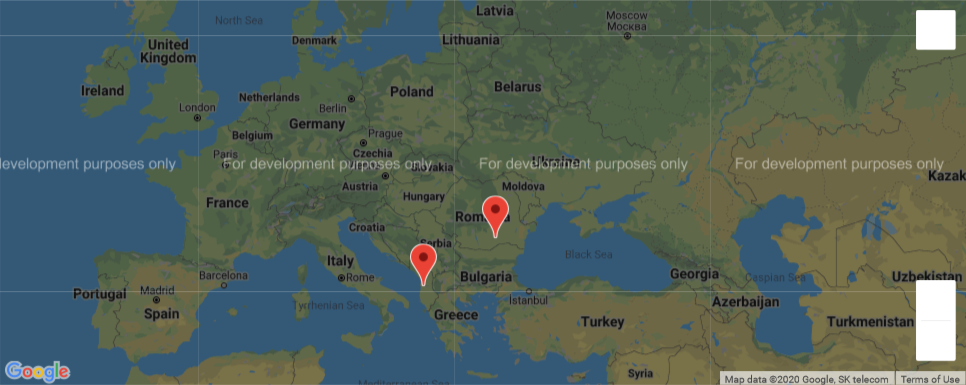 North Sea
Latvia
Moscow
Москва
United
Kingdom
Denmark
Lithuania
Ireland
Netherlands
Berlin
Poland
Belarus
London
Germany
Belgium
Prague
Paris
Czechia
development purposes only
For development purposes only
For development purposes only
For development purposes only
Slovakia
Ukraine
Kazak
Austria
Moldova
Hungary
France
Romania
Croatia
Serbia
Black Sea
Italy
Rome
Bulgaria
Georgia
Caspian Sea
Uzbekistan
Barcelona
Portugal
Madrid
Spain
Tyrrhenian Sea
Istanbul
Azerbaijan
Greece
Turkey
Turkmenistan
Syria
Mediterranean Sea
Google
Map data ©2020 Google, SK telecom
Terms of Use